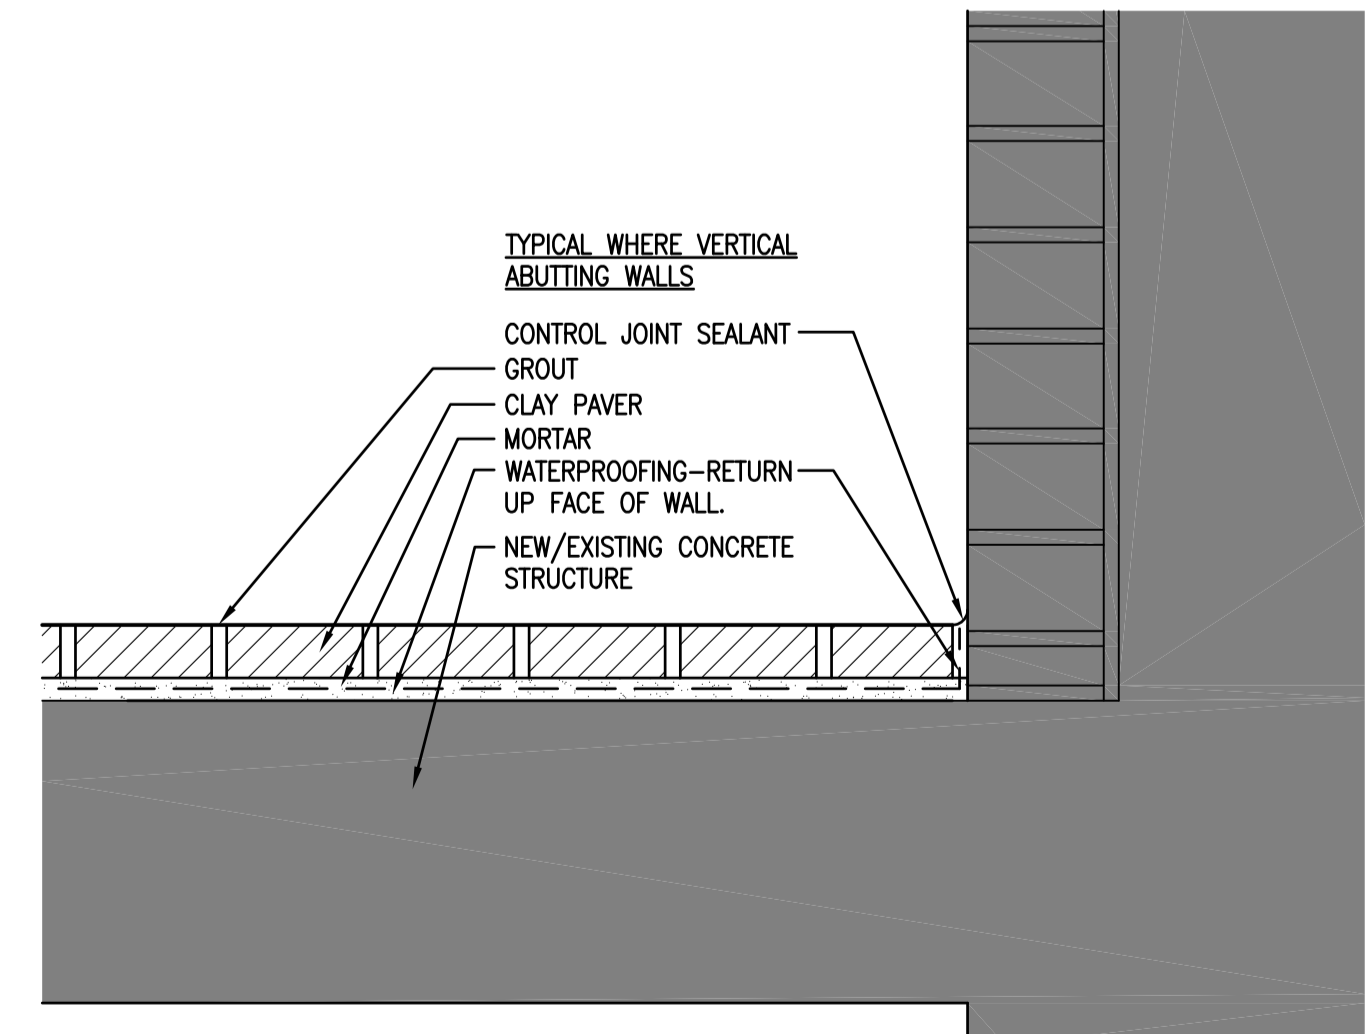 TYPICAL WHERE VERTICAL
ABUTTING WALLS
CONTROL JOINT SEALANT
GROUT
CLAY PAVER
MORTAR
WATERPROOFING-RETURN
UP FACE OF WALL.
NEW/EXISTING CONCRETE
STRUCTURE